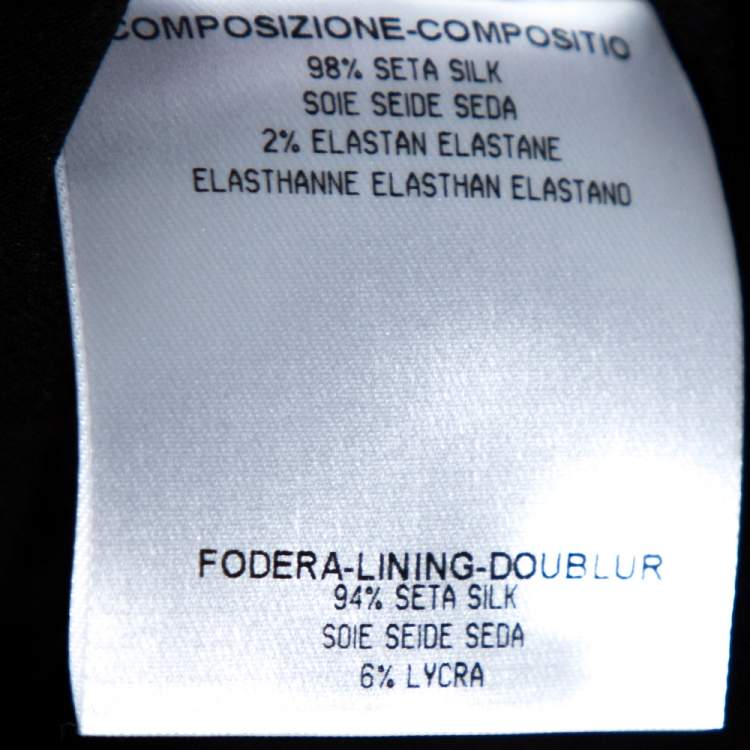 COMPOSIZIONE-COMPOSITIO
98% SETA SILK
SOIE SEIDE SEDA
2% ELASTAN ELASTANE
ELASTHANNE ELASTHAN ELASTANO
FODERA-LINING-DOUBLUR
94% SETA SILK
SOIE SEIDE SEDA
6% LYCRA